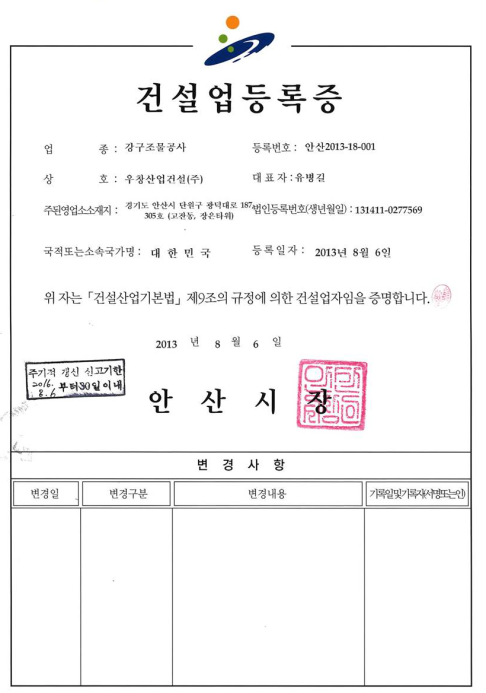 건설업등록증
업 종 : 강구조물공사 등록번호 : 안산2013-18-001
상 호 : 우창산업건설(주) 대표자 : 유병길
주된영업소소재지 : 경기도 안산시 단원구 광덕대로 187 법인등록번호(생년월일) : 131411-0277569
305호 (고잔동, 장은타워)
국적또는소속국가명 : 대 한 민 국 등록일자 : 2013년 8월 6일
위 자는 「건설산업기본법」 제9조의 규정에 의한 건설업자임을 증명합니다.
2013 년 8 월 6 일
주기적 갱신 신고기한
2016. 8. 6 부터30일이내
안 산 시 장
변 경 사 항
변경일 변경구분 변경내용 기록일및기록자(서명또는인)